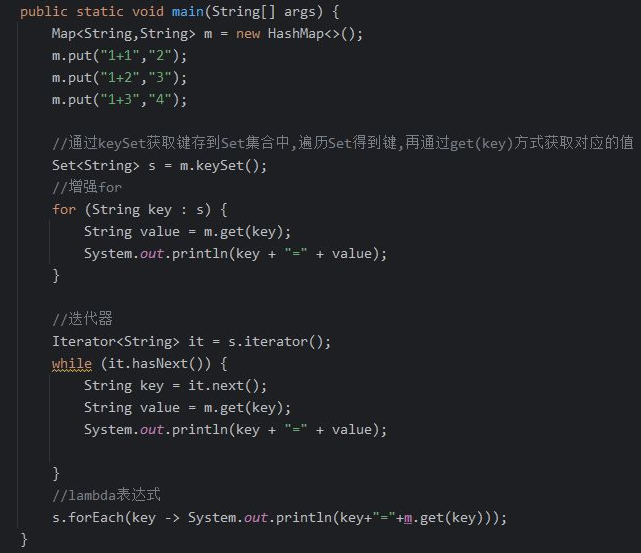 public static void main(String[] args) {
Map<String,String> m = new HashMap<>();
m.put("1+1","2");
m.put("1+2","3");
m.put("1+3","4");
//通过keySet获取键存到Set集合中,遍历Set得到键,再通过get(key)方式获取对应的值
Set<String> s = m.keySet();
//增强for
for (String key : s) {
String value = m.get(key);
System.out.println(key + "=" + value);
}
//迭代器
Iterator<String> it = s.iterator();
while (it.hasNext()) {
String key = it.next();
String value = m.get(key);
System.out.println(key + "=" + value);
}
//lambda表达式
s.forEach(key -> System.out.println(key+"="+m.get(key)));
}